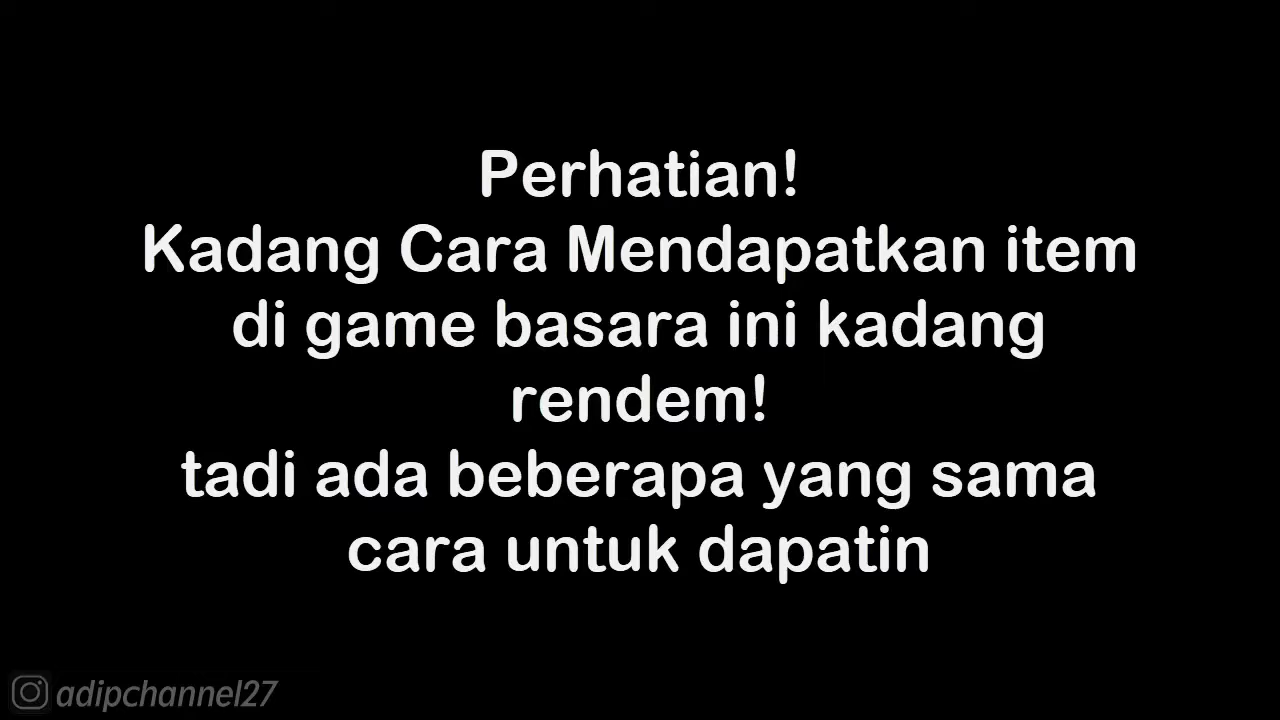 Perhatian!
Kadang Cara Mendapatkan item
di game basara ini kadang
rendem!
tadi ada beberapa yang sama
cara untuk dapatin
adipchannel27